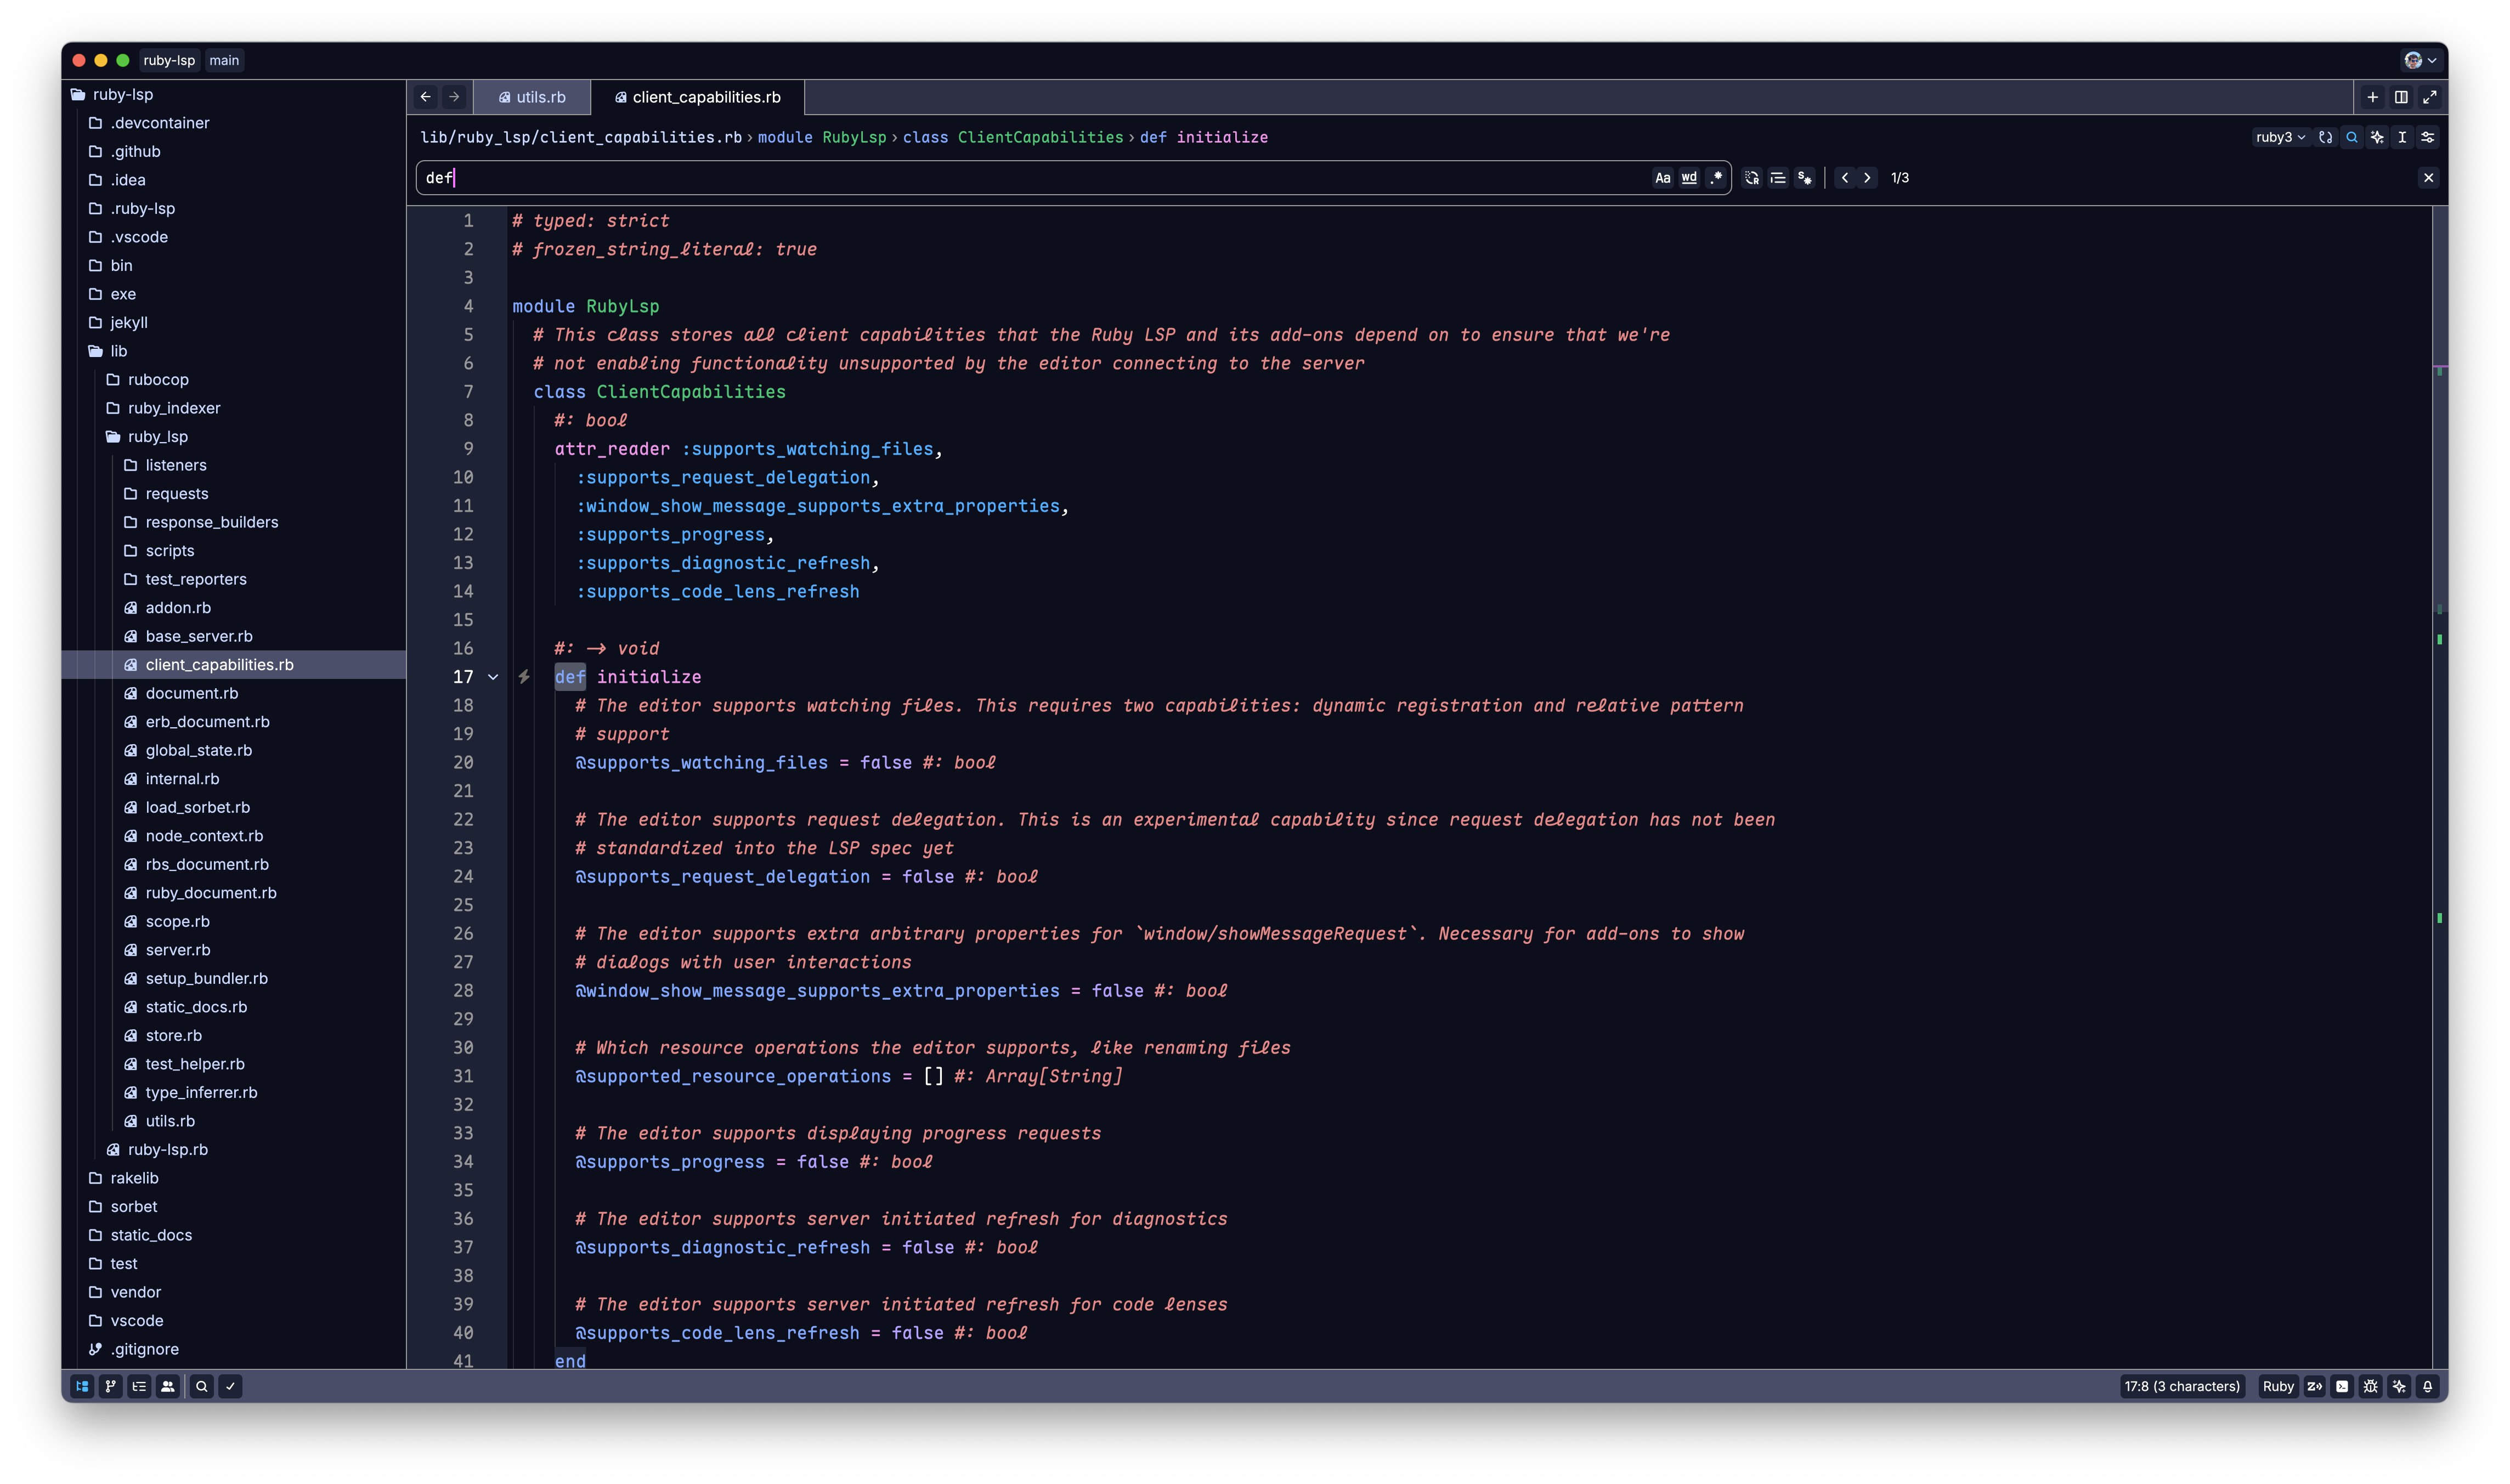 ruby-lsp main
ruby-lsp
.devcontainer
.github
.idea
.ruby-lsp
.vscode
bin
exe
jekyll
lib
rubocop
ruby_indexer
ruby_lsp
listeners
requests
response_builders
scripts
test_reporters
addon.rb
base_server.rb
client_capabilities.rb
document.rb
erb_document.rb
global_state.rb
internal.rb
load_sorbet.rb
node_context.rb
rbs_document.rb
ruby_document.rb
scope.rb
server.rb
setup_bundler.rb
static_docs.rb
store.rb
test_helper.rb
type_inferrer.rb
utils.rb
ruby-lsp.rb
rakelib
sorbet
static_docs
test
vendor
vscode
.gitignore
utils.rb client_capabilities.rb
lib/ruby_lsp/client_capabilities.rb › module RubyLsp › class ClientCapabilities › def initialize ruby3
def Aa wd .* 1/3
1 # typed: strict
2 # frozen_string_literal: true
3
4 module RubyLsp
5 # This class stores all client capabilities that the Ruby LSP and its add-ons depend on to ensure that we're
6 # not enabling functionality unsupported by the editor connecting to the server
7 class ClientCapabilities
8 #: bool
9 attr_reader :supports_watching_files,
10 :supports_request_delegation,
11 :window_show_message_supports_extra_properties,
12 :supports_progress,
13 :supports_diagnostic_refresh,
14 :supports_code_lens_refresh
15
16 #: -> void
17 def initialize
18 # The editor supports watching files. This requires two capabilities: dynamic registration and relative pattern
19 # support
20 @supports_watching_files = false #: bool
21
22 # The editor supports request delegation. This is an experimental capability since request delegation has not been
23 # standardized into the LSP spec yet
24 @supports_request_delegation = false #: bool
25
26 # The editor supports extra arbitrary properties for `window/showMessageRequest`. Necessary for add-ons to show
27 # dialogs with user interactions
28 @window_show_message_supports_extra_properties = false #: bool
29
30 # Which resource operations the editor supports, like renaming files
31 @supported_resource_operations = [] #: Array[String]
32
33 # The editor supports displaying progress requests
34 @supports_progress = false #: bool
35
36 # The editor supports server initiated refresh for diagnostics
37 @supports_diagnostic_refresh = false #: bool
38
39 # The editor supports server initiated refresh for code lenses
40 @supports_code_lens_refresh = false #: bool
41 end
17:8 (3 characters) Ruby